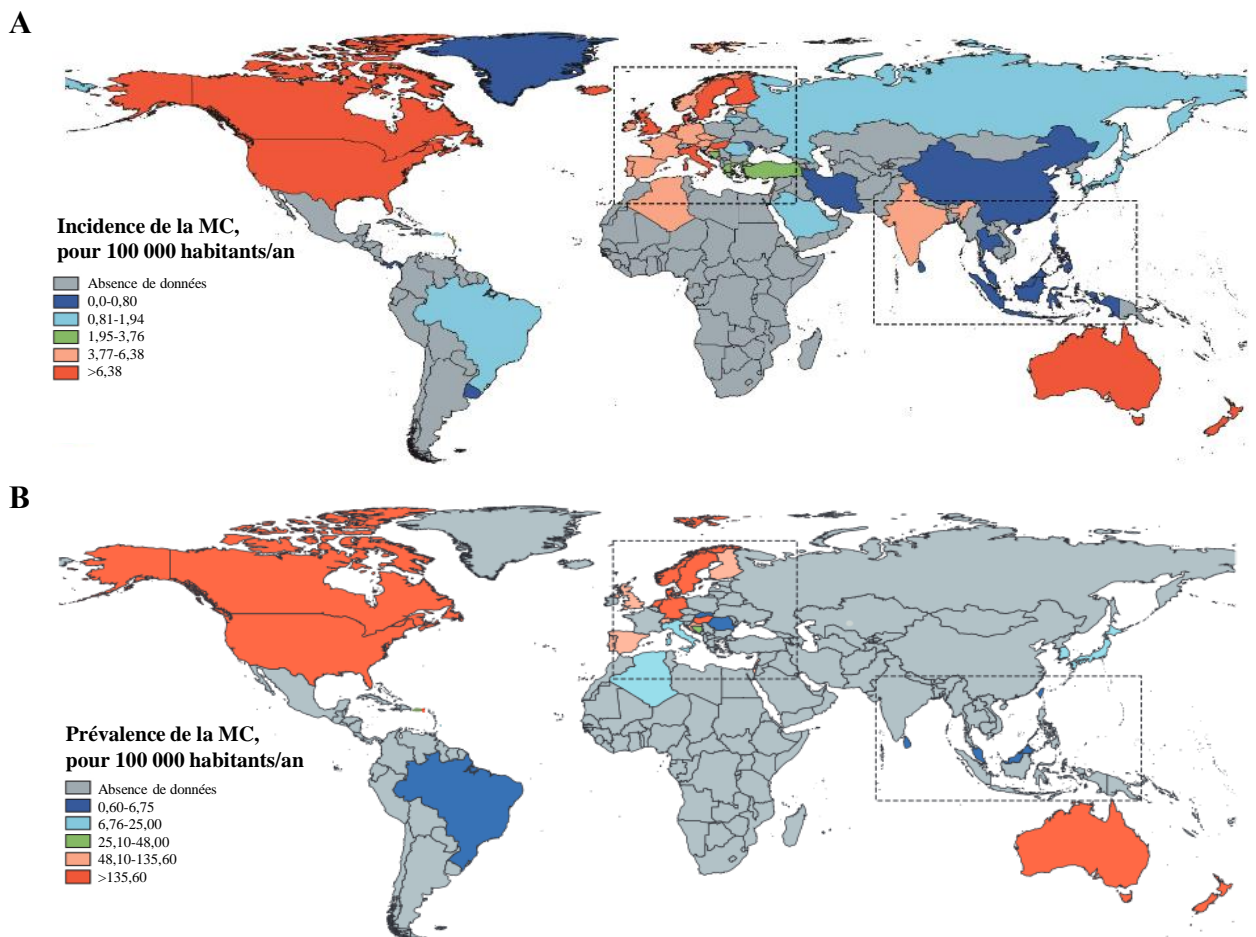 A
Incidence de la MC,
pour 100 000 habitants/an
Absence de données
0,0-0,80
0,81-1,94
1,95-3,76
3,77-6,38
>6,38
B
Prévalence de la MC,
pour 100 000 habitants/an
Absence de données
0,60-6,75
6,76-25,00
25,10-48,00
48,10-135,60
>135,60